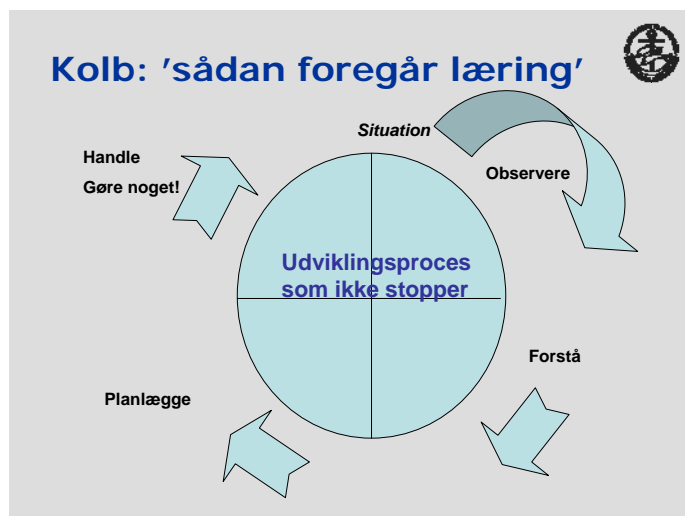 Kolb: ’sådan foregår læring’
Situation
Observere
Forstå
Planlægge
Handle
Gøre noget!
Udviklingsproces
som ikke stopper